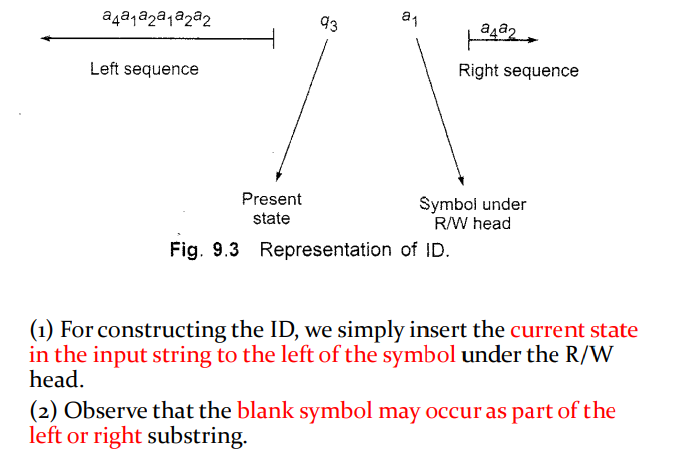 a₄a₁a₂a₁a₂a₂ q₃ a₁ a₄a₂
Left sequence Right sequence
Present Symbol under
state R/W head
Fig. 9.3 Representation of ID.
(1) For constructing the ID, we simply insert the current state
in the input string to the left of the symbol under the R/W
head.
(2) Observe that the blank symbol may occur as part of the
left or right substring.